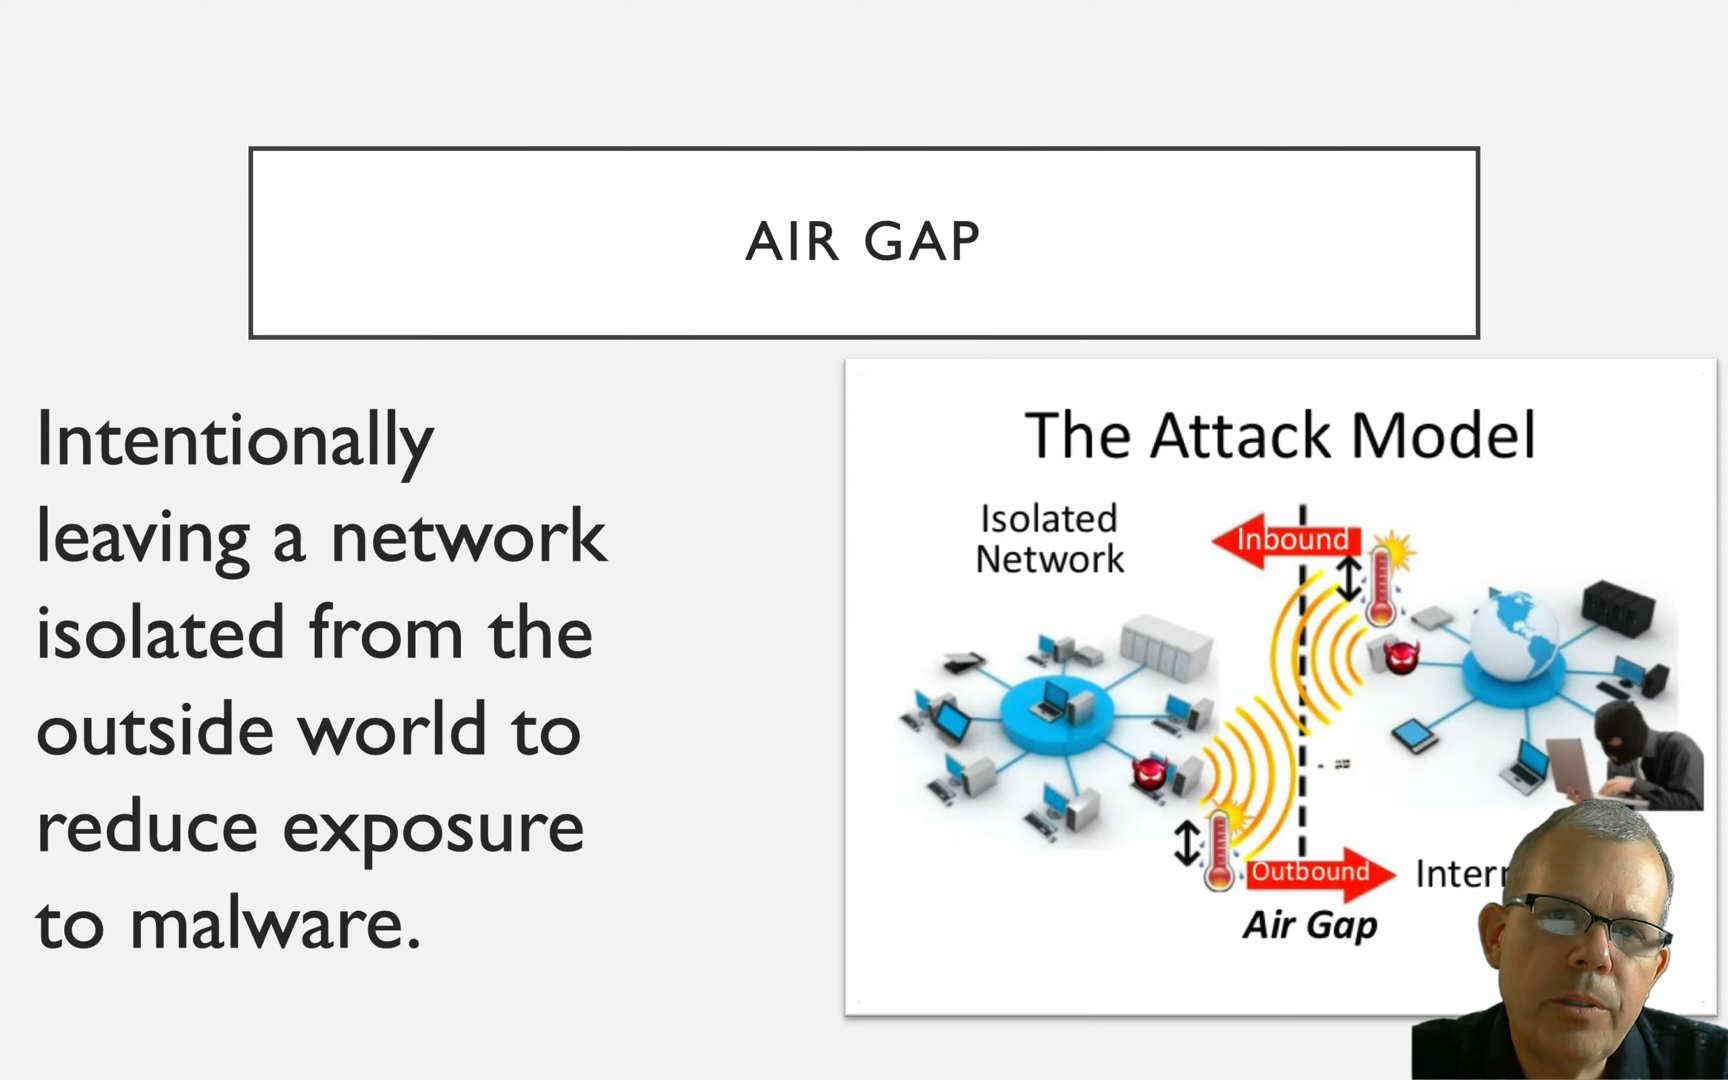 AIR GAP
Intentionally
leaving a network
isolated from the
outside world to
reduce exposure
to malware.
The Attack Model
Isolated
Network
Inbound
Outbound
Air Gap